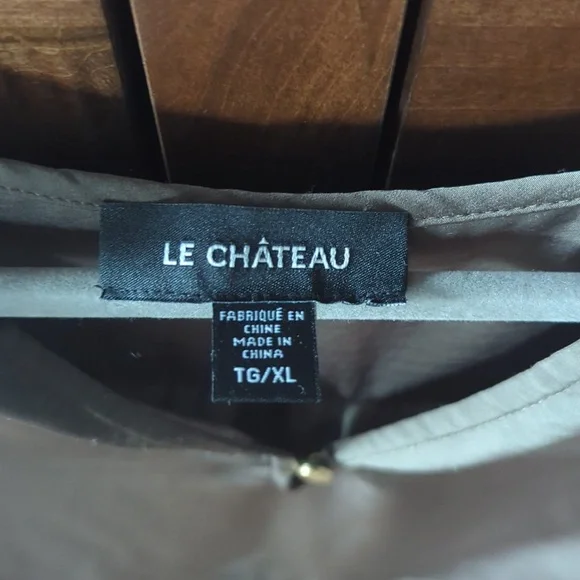 LE CHÂTEAU
FABRIQUÉ EN
CHINE
MADE IN
CHINA
TG/XL